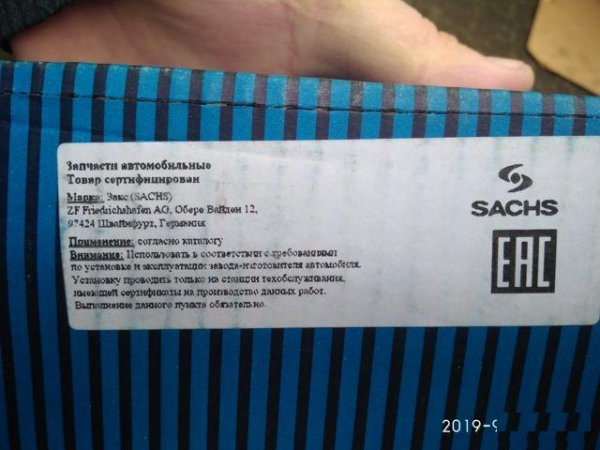 Запчасти автомобильные
Товар сертифицирован
Марка: Закс (SACHS)
ZF Friedrichshafen AG, Обере Вайден 12,
97424 Швайнфурт, Германия
Применение: согласно каталогу
Внимание: Использовать в соответствии с требованиями
по установке и эксплуатации завода-изготовителя автомобиля.
Установку проводить только на станции техобслуживания,
имеющей сертификаты на производство данных работ.
Выполнение данного пункта обязательно.
SACHS
EAC
2019-9